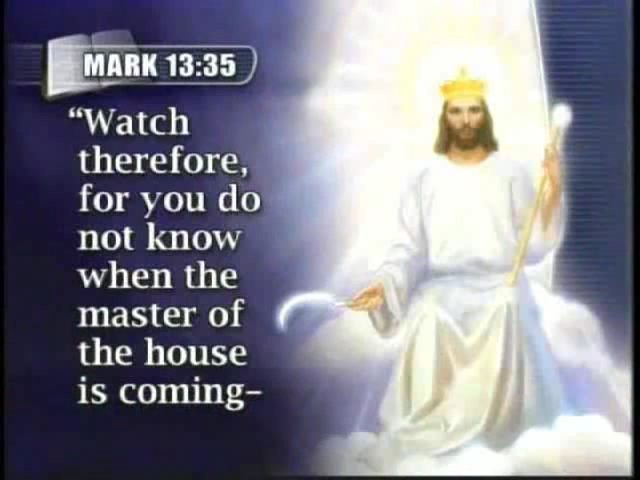 MARK 13:35
“Watch
therefore,
for you do
not know
when the
master of
the house
is coming–